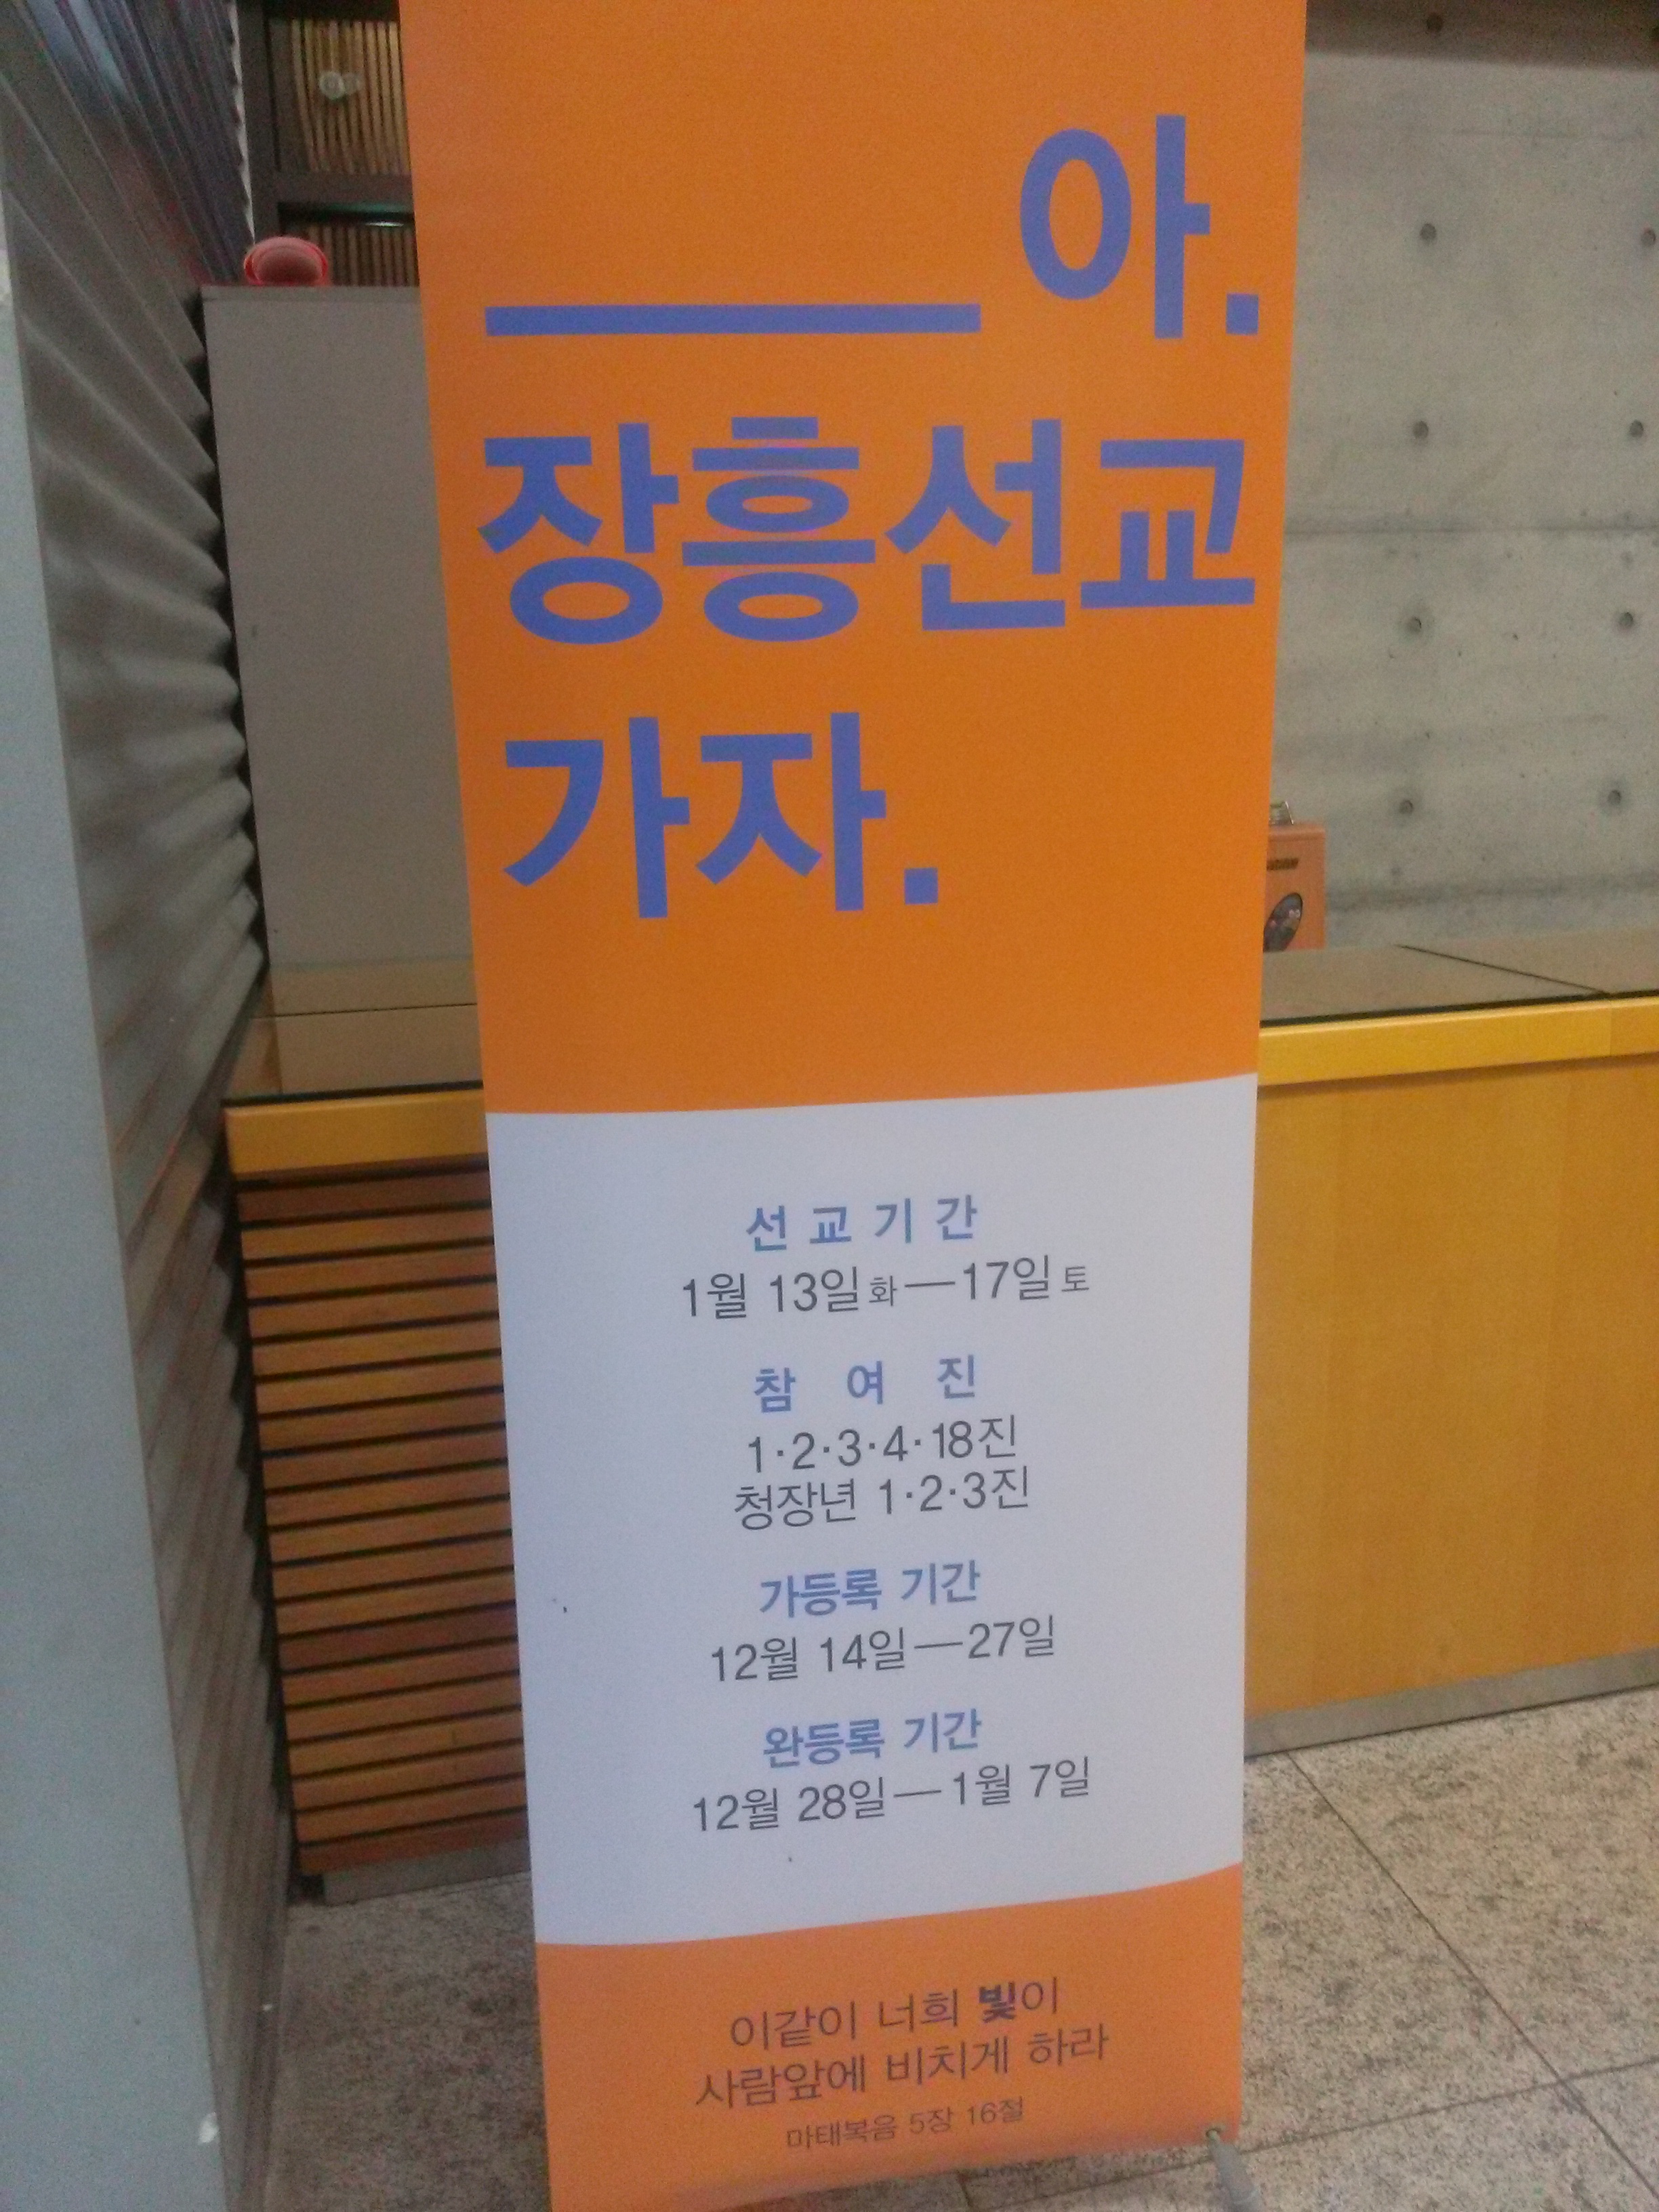 ____아.
장흥선교
가자.
선교기간
1월 13일 화 — 17일 토
참 여 진
1·2·3·4·18진
청장년 1·2·3진
가등록 기간
12월 14일 — 27일
완등록 기간
12월 28일 — 1월 7일
이같이 너희 빛이
사람앞에 비치게 하라
마태복음 5장 16절